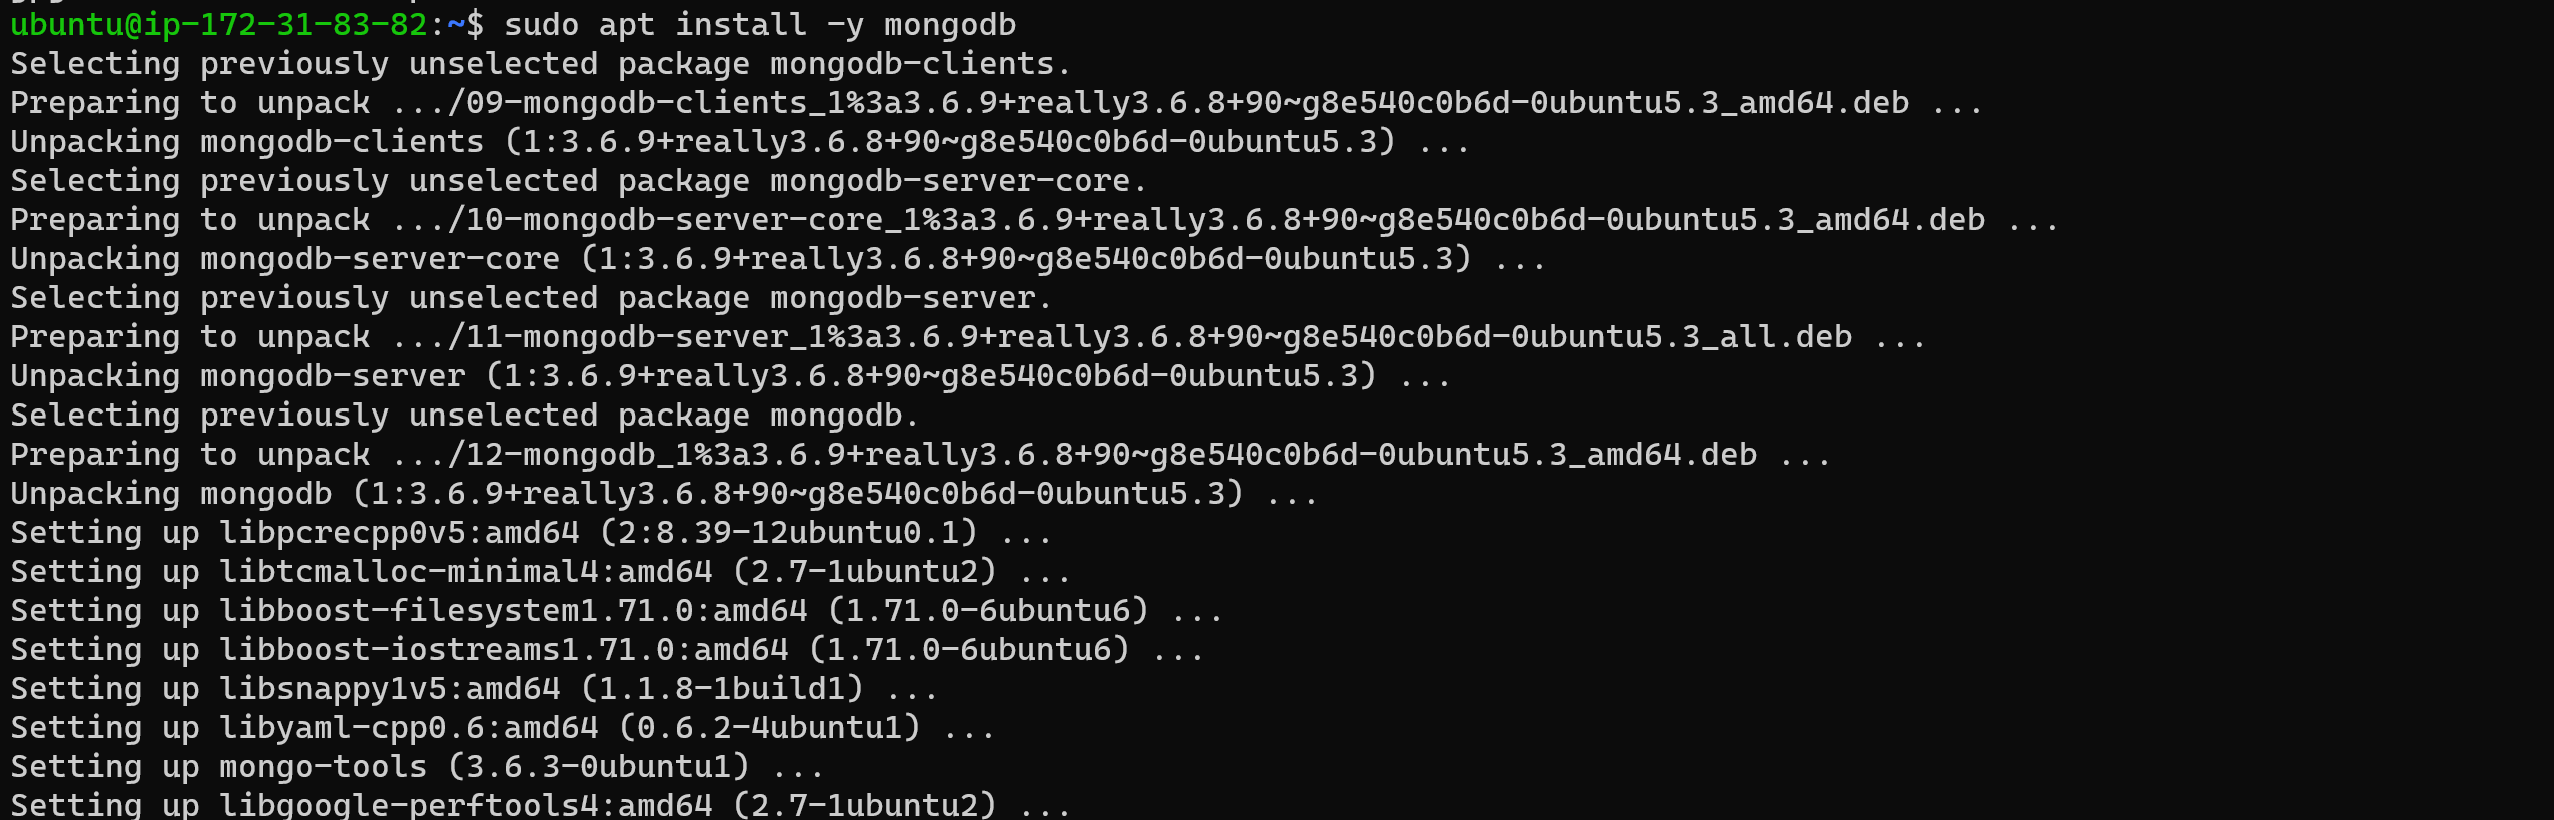 ubuntu@ip-172-31-83-82:~$ sudo apt install -y mongodb
Selecting previously unselected package mongodb-clients.
Preparing to unpack .../09-mongodb-clients_1%3a3.6.9+really3.6.8+90~g8e540c0b6d-0ubuntu5.3_amd64.deb ...
Unpacking mongodb-clients (1:3.6.9+really3.6.8+90~g8e540c0b6d-0ubuntu5.3) ...
Selecting previously unselected package mongodb-server-core.
Preparing to unpack .../10-mongodb-server-core_1%3a3.6.9+really3.6.8+90~g8e540c0b6d-0ubuntu5.3_amd64.deb ...
Unpacking mongodb-server-core (1:3.6.9+really3.6.8+90~g8e540c0b6d-0ubuntu5.3) ...
Selecting previously unselected package mongodb-server.
Preparing to unpack .../11-mongodb-server_1%3a3.6.9+really3.6.8+90~g8e540c0b6d-0ubuntu5.3_all.deb ...
Unpacking mongodb-server (1:3.6.9+really3.6.8+90~g8e540c0b6d-0ubuntu5.3) ...
Selecting previously unselected package mongodb.
Preparing to unpack .../12-mongodb_1%3a3.6.9+really3.6.8+90~g8e540c0b6d-0ubuntu5.3_amd64.deb ...
Unpacking mongodb (1:3.6.9+really3.6.8+90~g8e540c0b6d-0ubuntu5.3) ...
Setting up libpcrecpp0v5:amd64 (2:8.39-12ubuntu0.1) ...
Setting up libtcmalloc-minimal4:amd64 (2.7-1ubuntu2) ...
Setting up libboost-filesystem1.71.0:amd64 (1.71.0-6ubuntu6) ...
Setting up libboost-iostreams1.71.0:amd64 (1.71.0-6ubuntu6) ...
Setting up libsnappy1v5:amd64 (1.1.8-1build1) ...
Setting up libyaml-cpp0.6:amd64 (0.6.2-4ubuntu1) ...
Setting up mongo-tools (3.6.3-0ubuntu1) ...
Setting up libgoogle-perftools4:amd64 (2.7-1ubuntu2) ...